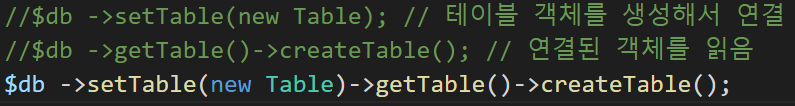 //$db ->setTable(new Table); // 테이블 객체를 생성해서 연결
//$db ->getTable()->createTable(); // 연결된 객체를 읽음
$db ->setTable(new Table)->getTable()->createTable();